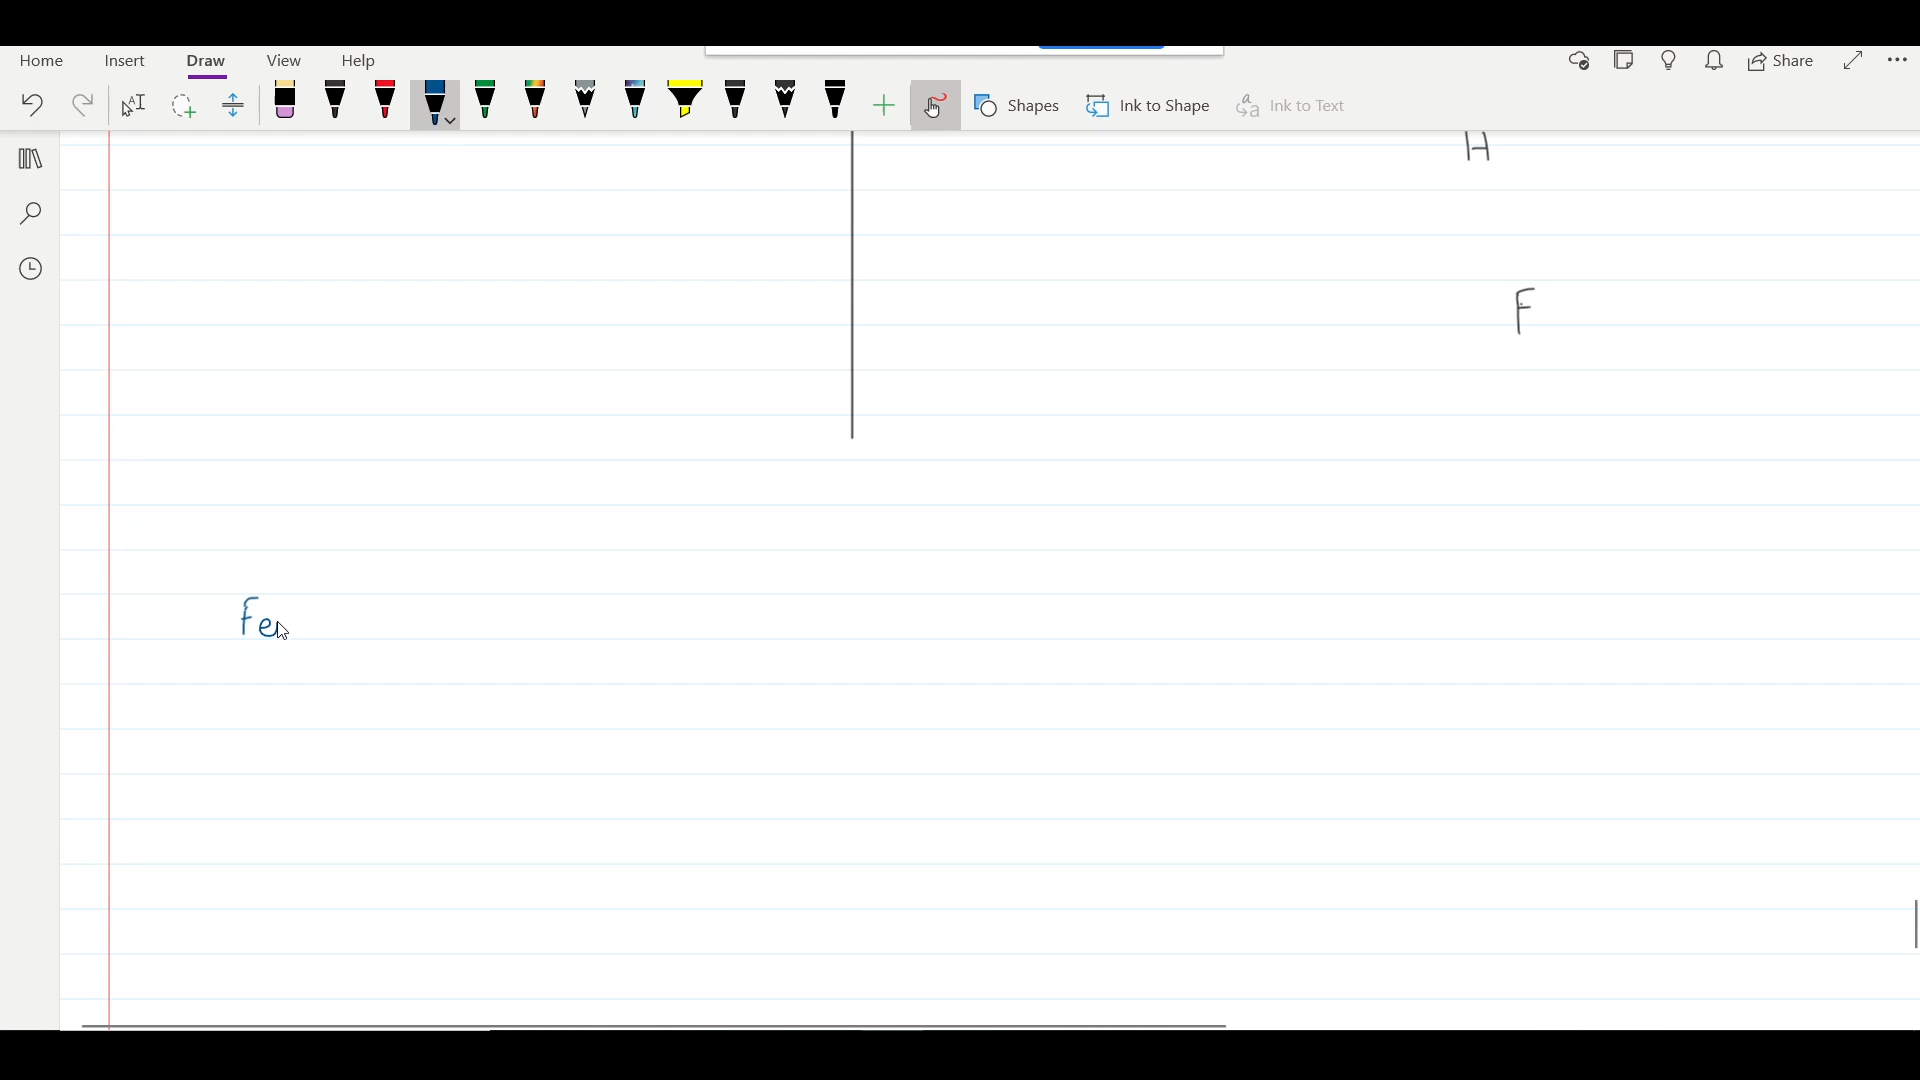 Home Insert Draw View Help Share
Shapes Ink to Shape Ink to Text
H
F
Fe